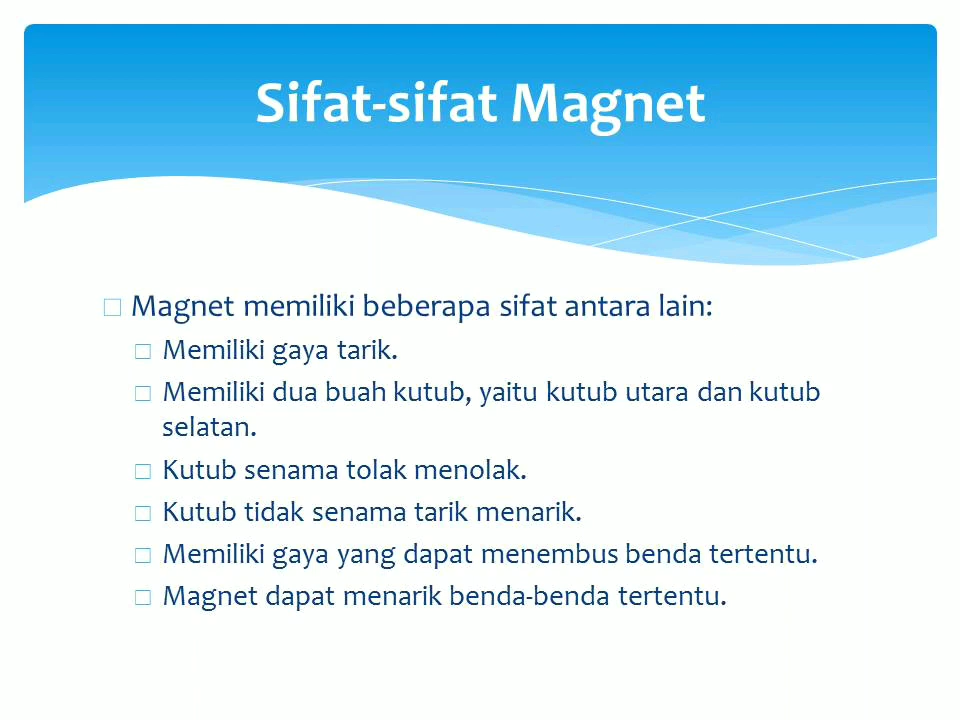 Sifat-sifat Magnet
□ Magnet memiliki beberapa sifat antara lain:
□ Memiliki gaya tarik.
□ Memiliki dua buah kutub, yaitu kutub utara dan kutub
selatan.
□ Kutub senama tolak menolak.
□ Kutub tidak senama tarik menarik.
□ Memiliki gaya yang dapat menembus benda tertentu.
□ Magnet dapat menarik benda-benda tertentu.